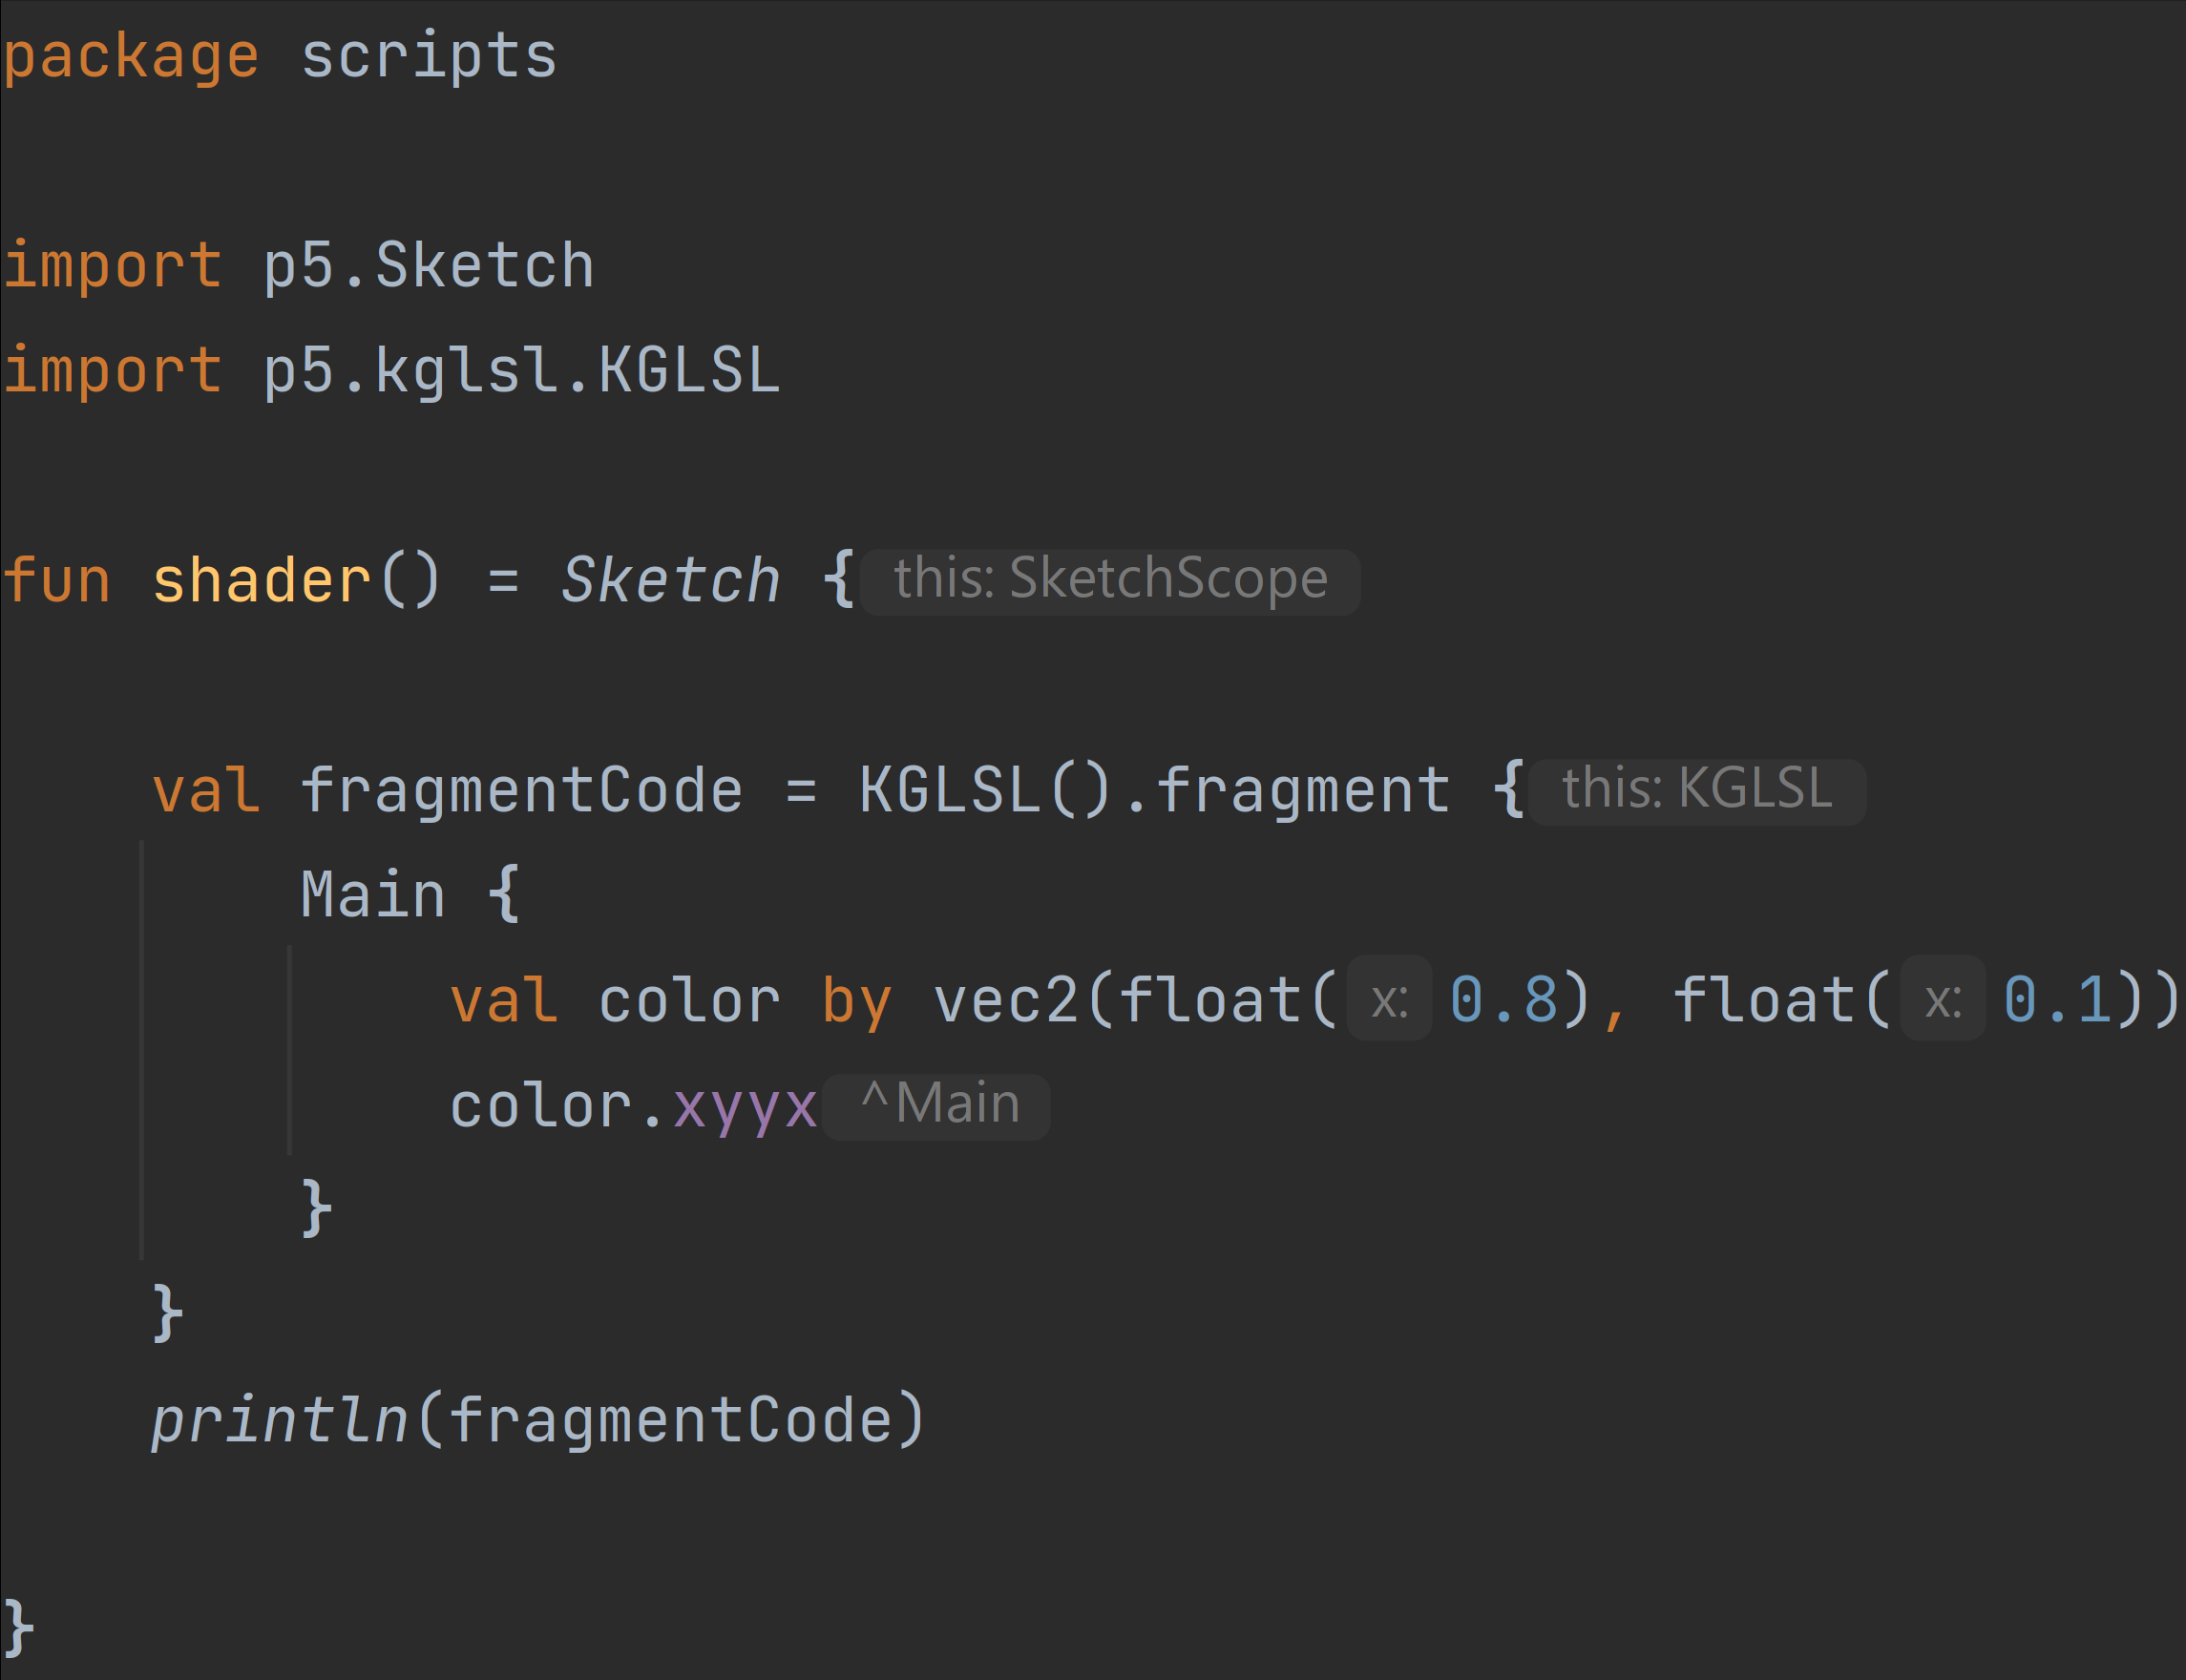 package scripts
import p5.Sketch
import p5.kglsl.KGLSL
fun shader() = Sketch { this: SketchScope
val fragmentCode = KGLSL().fragment { this: KGLSL
Main {
val color by vec2(float( x: 0.8), float( x: 0.1))
color.xyyx ^Main
}
}
println(fragmentCode)
}